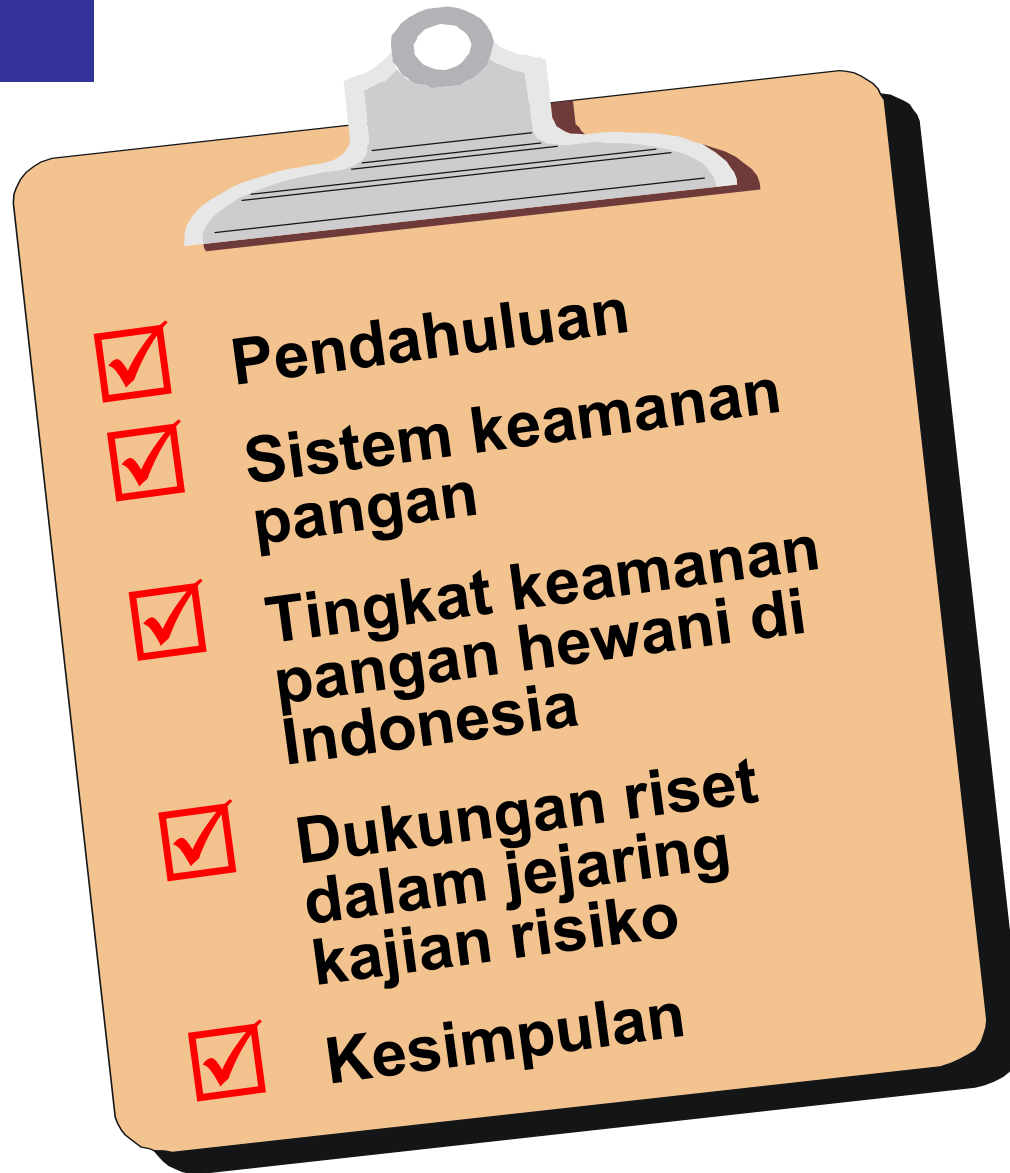 Pendahuluan
Sistem keamanan
pangan
Tingkat keamanan
pangan hewani di
Indonesia
Dukungan riset
dalam jejaring
kajian risiko
Kesimpulan